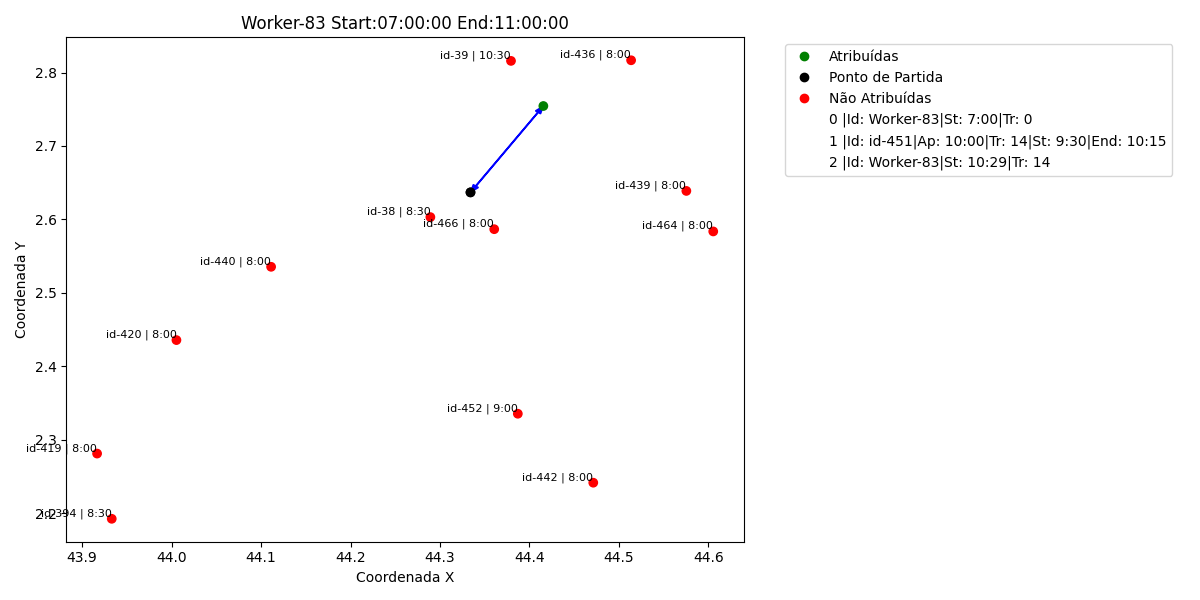 Worker-83 Start:07:00:00 End:11:00:00
id-39 | 10:30
id-436 | 8:00
id-439 | 8:00
id-38 | 8:30
id-466 | 8:00
id-464 | 8:00
id-440 | 8:00
id-420 | 8:00
id-452 | 9:00
id-419 | 8:00
id-442 | 8:00
id-394 | 8:30
2.8
2.7
2.6
2.5
2.4
2.3
2.2
Coordenada Y
43.9 44.0 44.1 44.2 44.3 44.4 44.5 44.6
Coordenada X
Atribuídas
Ponto de Partida
Não Atribuídas
0 |Id: Worker-83|St: 7:00|Tr: 0
1 |Id: id-451|Ap: 10:00|Tr: 14|St: 9:30|End: 10:15
2 |Id: Worker-83|St: 10:29|Tr: 14